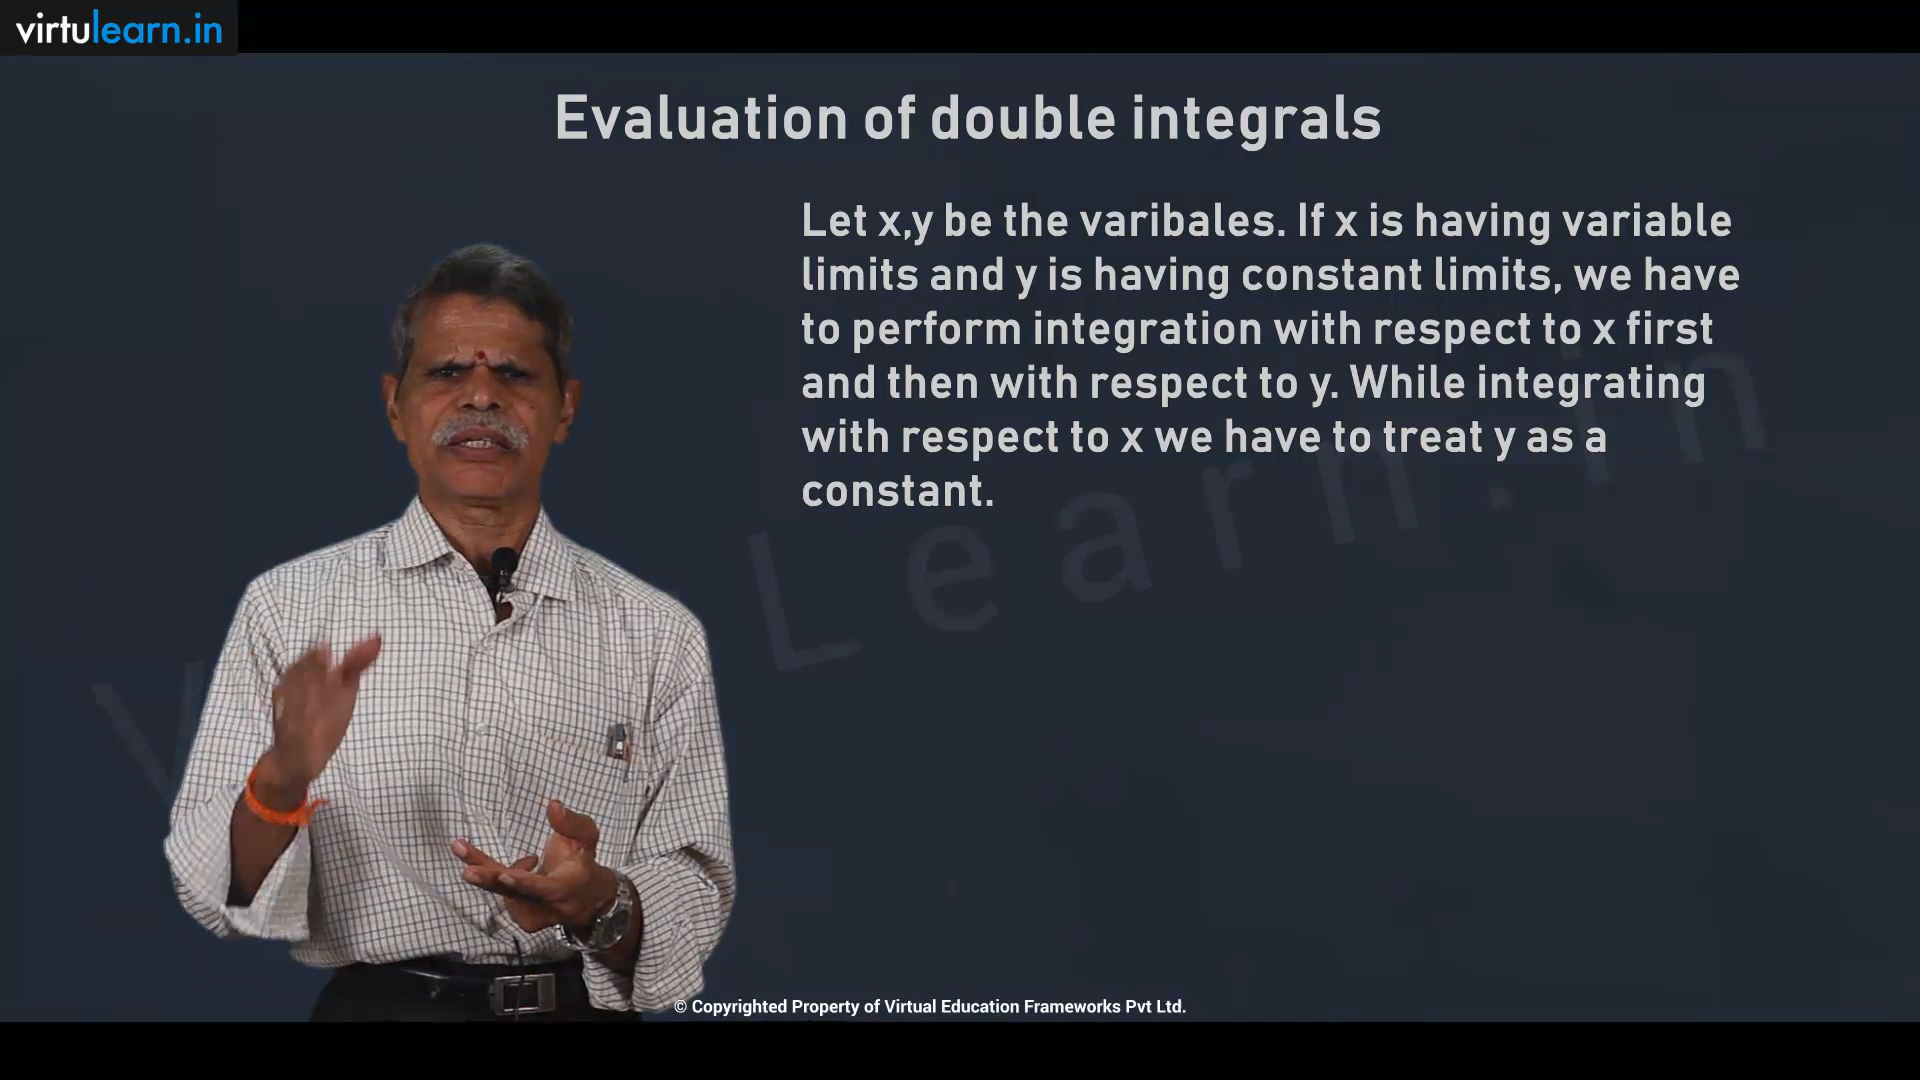 virtulearn.in
Evaluation of double integrals
Let x,y be the varibales. If x is having variable
limits and y is having constant limits, we have
to perform integration with respect to x first
and then with respect to y. While integrating
with respect to x we have to treat y as a
constant.
V Learn.in
© Copyrighted Property of Virtual Education Frameworks Pvt Ltd.